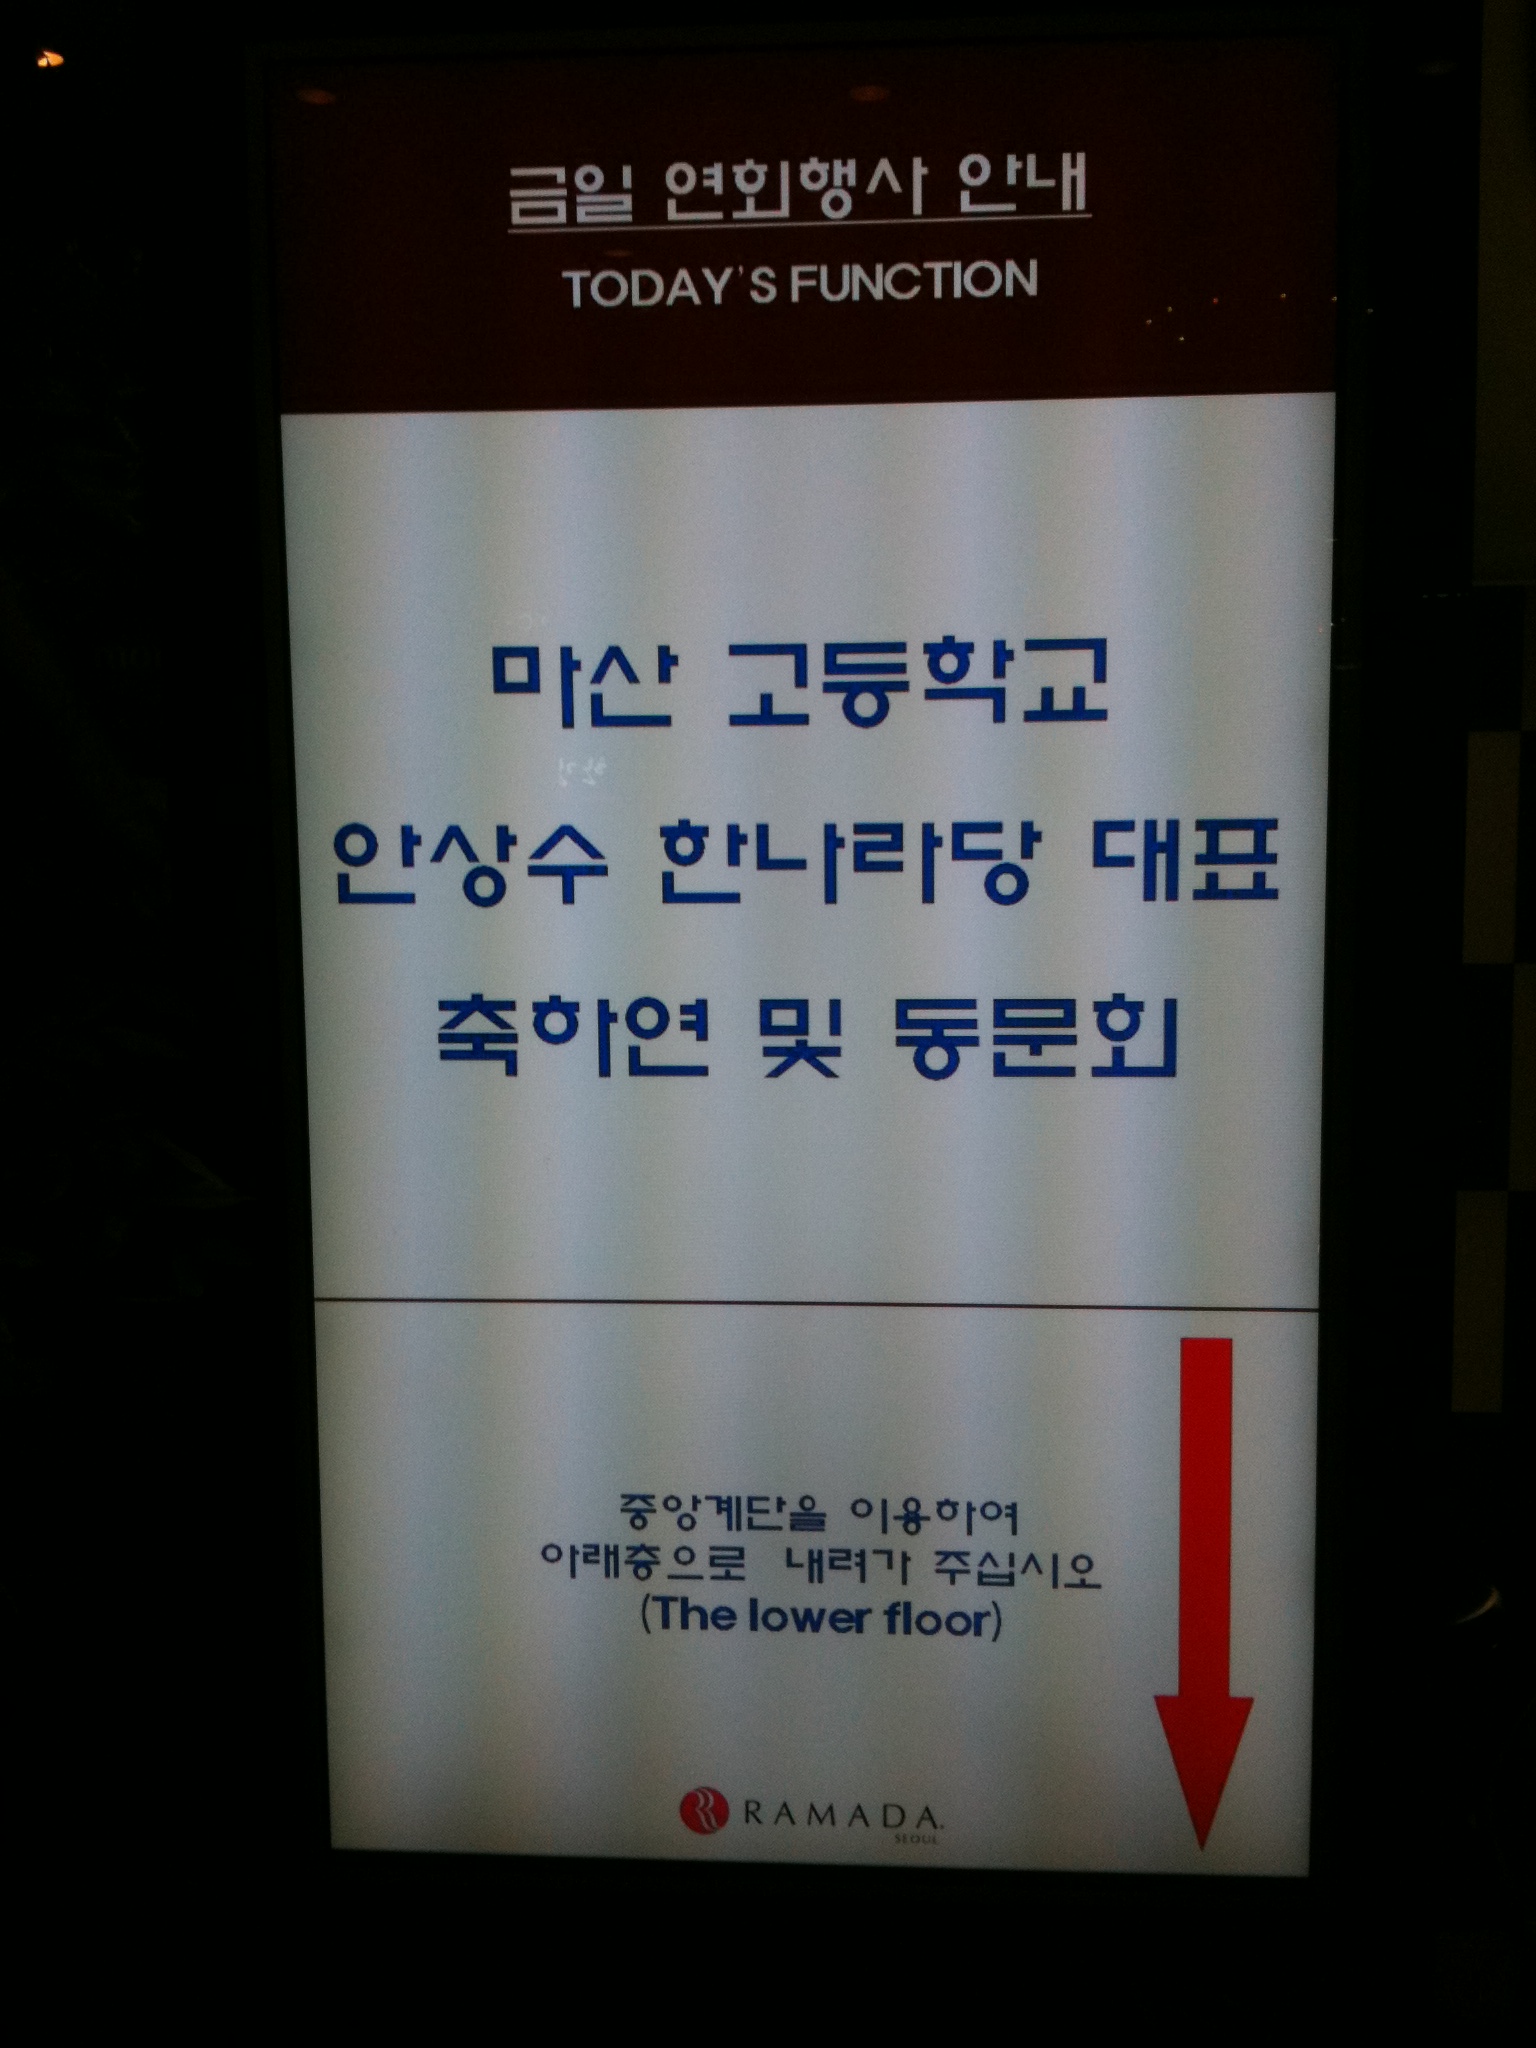 금일 연회행사 안내
TODAY'S FUNCTION
마산 고등학교
안상수 한나라당 대표
축하연 및 동문회
중앙계단을 이용하여
아래층으로 내려가 주십시오
(The lower floor)
RAMADA.
SEOUL